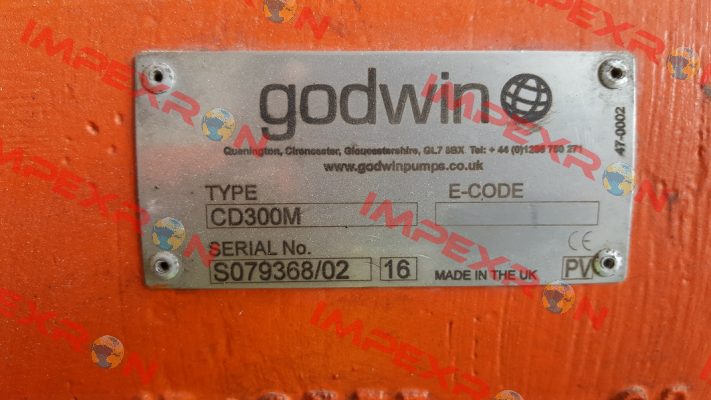 godwin
Quenington, Cirencester, Gloucestershire, GL7 5BX Tel: + 44 (0)1285 750 271
www.godwinpumps.co.uk
47-0002
TYPE E-CODE
CD300M
SERIAL No.
CE
S079368/02 16 MADE IN THE UK PV
IMPEXRON